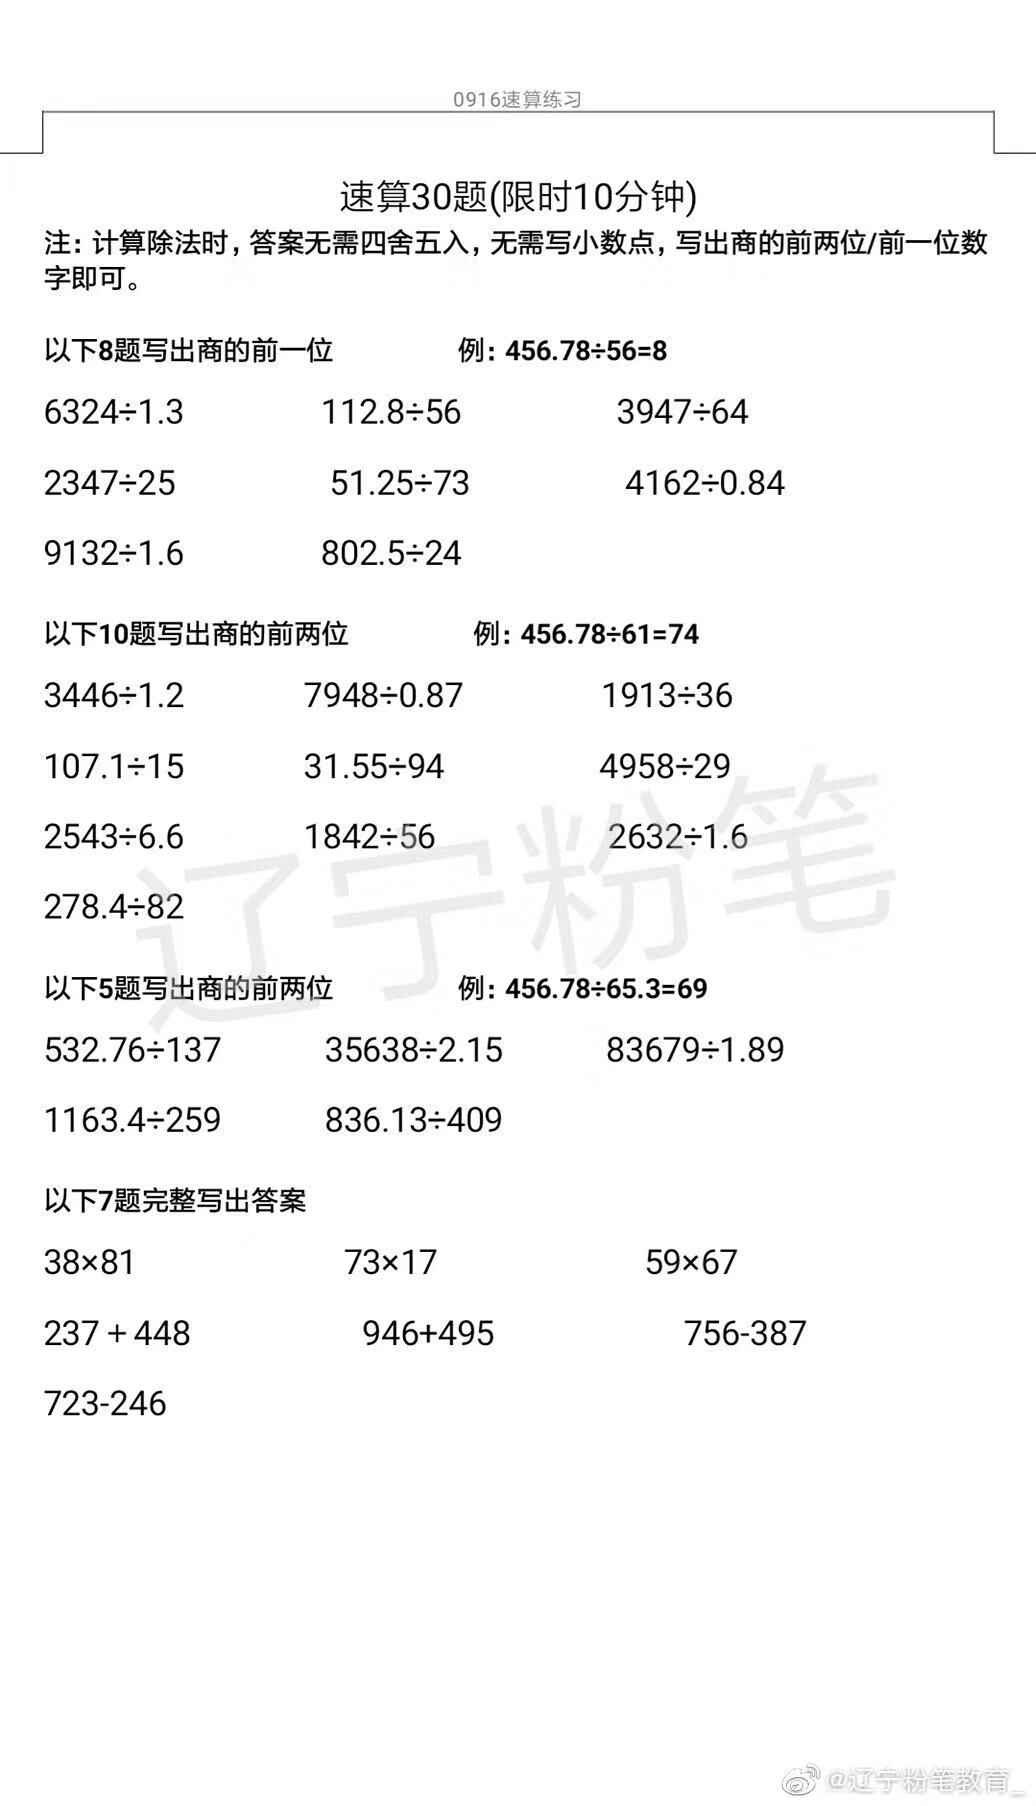 0916速算练习
速算30题(限时10分钟)
注：计算除法时，答案无需四舍五入，无需写小数点，写出商的前两位/前一位数
字即可。
以下8题写出商的前一位 例：456.78÷56=8
6324÷1.3 112.8÷56 3947÷64
2347÷25 51.25÷73 4162÷0.84
9132÷1.6 802.5÷24
以下10题写出商的前两位 例：456.78÷61=74
3446÷1.2 7948÷0.87 1913÷36
107.1÷15 31.55÷94 4958÷29
2543÷6.6 1842÷56 2632÷1.6
278.4÷82
辽宁粉笔
以下5题写出商的前两位 例：456.78÷65.3=69
532.76÷137 35638÷2.15 83679÷1.89
1163.4÷259 836.13÷409
以下7题完整写出答案
38×81 73×17 59×67
237＋448 946+495 756-387
723-246
@辽宁粉笔教育_